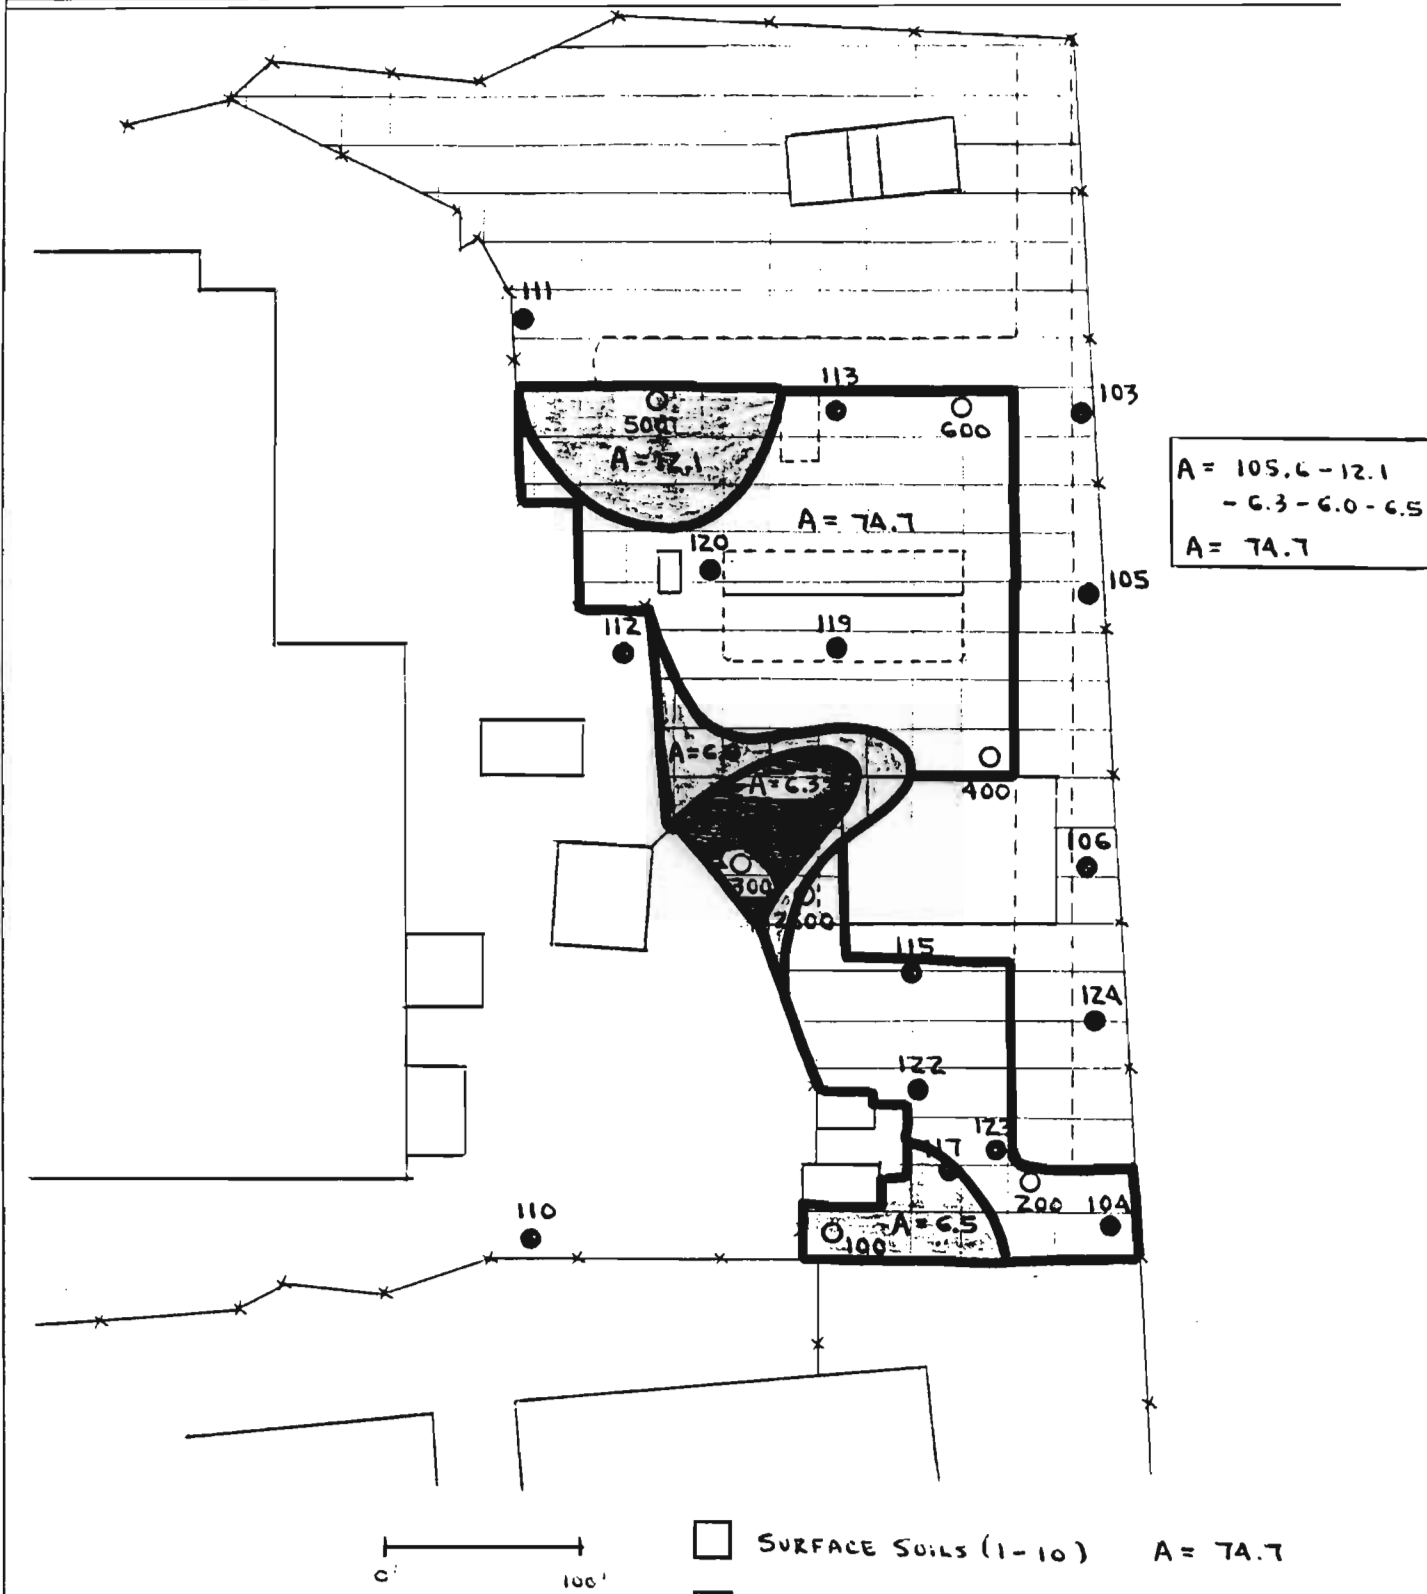 111
113
103
500
600
A = 12.1
A = 105.6 - 12.1
- 6.3 - 6.0 - 6.5
A = 74.7
A = 74.7
120
105
112
119
A = 6.
A = 6.3
400
106
300
115
124
122
123
117
200
104
A = 6.5
100
110
0'
100'
SURFACE SOILS (1-10) A = 74.7